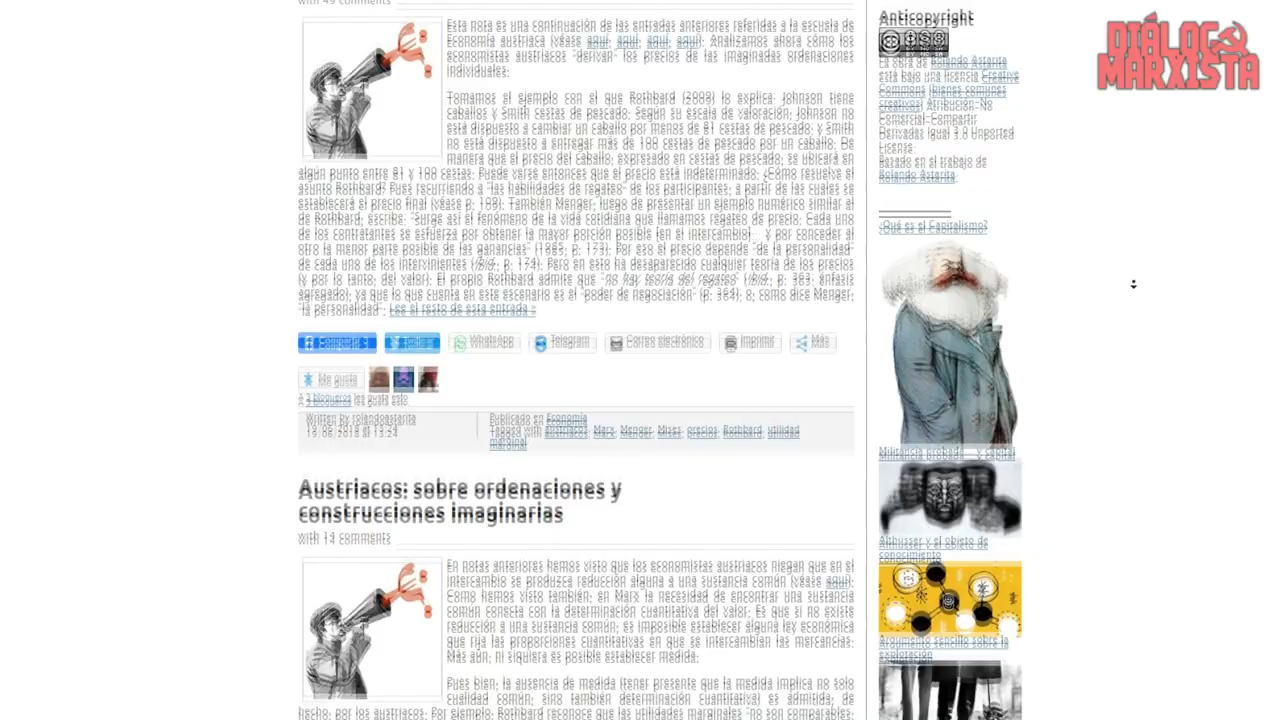 with 49 comments
Esta nota es una continuación de las entradas anteriores referidas a la escuela de
Economía austriaca (véase aquí, aquí, aquí, aquí). Analizamos ahora cómo los
economistas austriacos "derivan" los precios de las imaginadas ordenaciones
individuales.
Tomamos el ejemplo con el que Rothbard (2009) lo explica: Johnson tiene
caballos y Smith cestas de pescado. Según su escala de valoración, Johnson no
está dispuesto a cambiar un caballo por menos de 81 cestas de pescado; y Smith
no está dispuesto a entregar más de 100 cestas de pescado por un caballo. De
manera que el precio del caballo, expresado en cestas de pescado, se ubicará en
algún punto entre 81 y 100 cestas. Puede verse entonces que el precio está indeterminado. ¿Cómo resuelve el
asunto Rothbard? Pues recurriendo a "las habilidades de regateo" de los participantes, a partir de las cuales se
establecerá el precio final (véase p. 109). También Menger, luego de presentar un ejemplo numérico similar al
de Rothbard, escribe: "Surge así el fenómeno de la vida cotidiana que llamamos regateo de precio. Cada uno
de los contratantes se esfuerza por obtener la mayor porción posible [en el intercambio]... y por conceder al
otro la menor parte posible de las ganancias" (1985, p. 173). Por eso el precio depende "de la personalidad"
de cada uno de los intervinientes (ibid., p. 174). Pero en esto ha desaparecido cualquier teoría de los precios
(y por lo tanto, del valor). El propio Rothbard admite que "no hay teoría del regateo" (ibid., p. 363, énfasis
agregado), ya que lo que cuenta en este escenario es el "poder de negociación" (p. 364), o, como dice Menger,
"la personalidad". Lee el resto de esta entrada »
Compartir
WhatsApp
Telegram
Correo electrónico
Imprimir
Más
Me gusta
A 3 blogueros les gusta esto.
Written by rolandoastarita
19/06/2018 at 13:24
Publicado en Economía
Tagged with austriacos, Marx, Menger, Mises, precios, Rothbard, utilidad
marginal
Austriacos: sobre ordenaciones y
construcciones imaginarias
with 14 comments
En notas anteriores hemos visto que los economistas austriacos niegan que en el
intercambio se produzca reducción alguna a una sustancia común (véase aquí).
Como hemos visto también, en Marx la necesidad de encontrar una sustancia
común conecta con la determinación cuantitativa del valor. Es que si no existe
reducción a una sustancia común, es imposible establecer alguna ley económica
que rija las proporciones cuantitativas en que se intercambian las mercancías.
Más aún, ni siquiera es posible establecer medida.
Pues bien, la ausencia de medida (tener presente que la medida implica no solo
cualidad común, sino también determinación cuantitativa) es admitida, de
hecho, por los austriacos. Por ejemplo, Rothbard reconoce que las utilidades marginales "no son comparables,
Anticopyright
La obra de Rolando Astarita
está bajo una licencia Creative
Commons (bienes comunes
creativos) Atribución-No
Comercial-Compartir
Derivadas Igual 3.0 Unported
License.
Basado en el trabajo de
Rolando Astarita.
¿Qué es el Capitalismo?
Militancia probada... y capital
Althusser y el objeto de
conocimiento
Argumento sencillo sobre la
explotación
DIÁLOG
MARXISTA